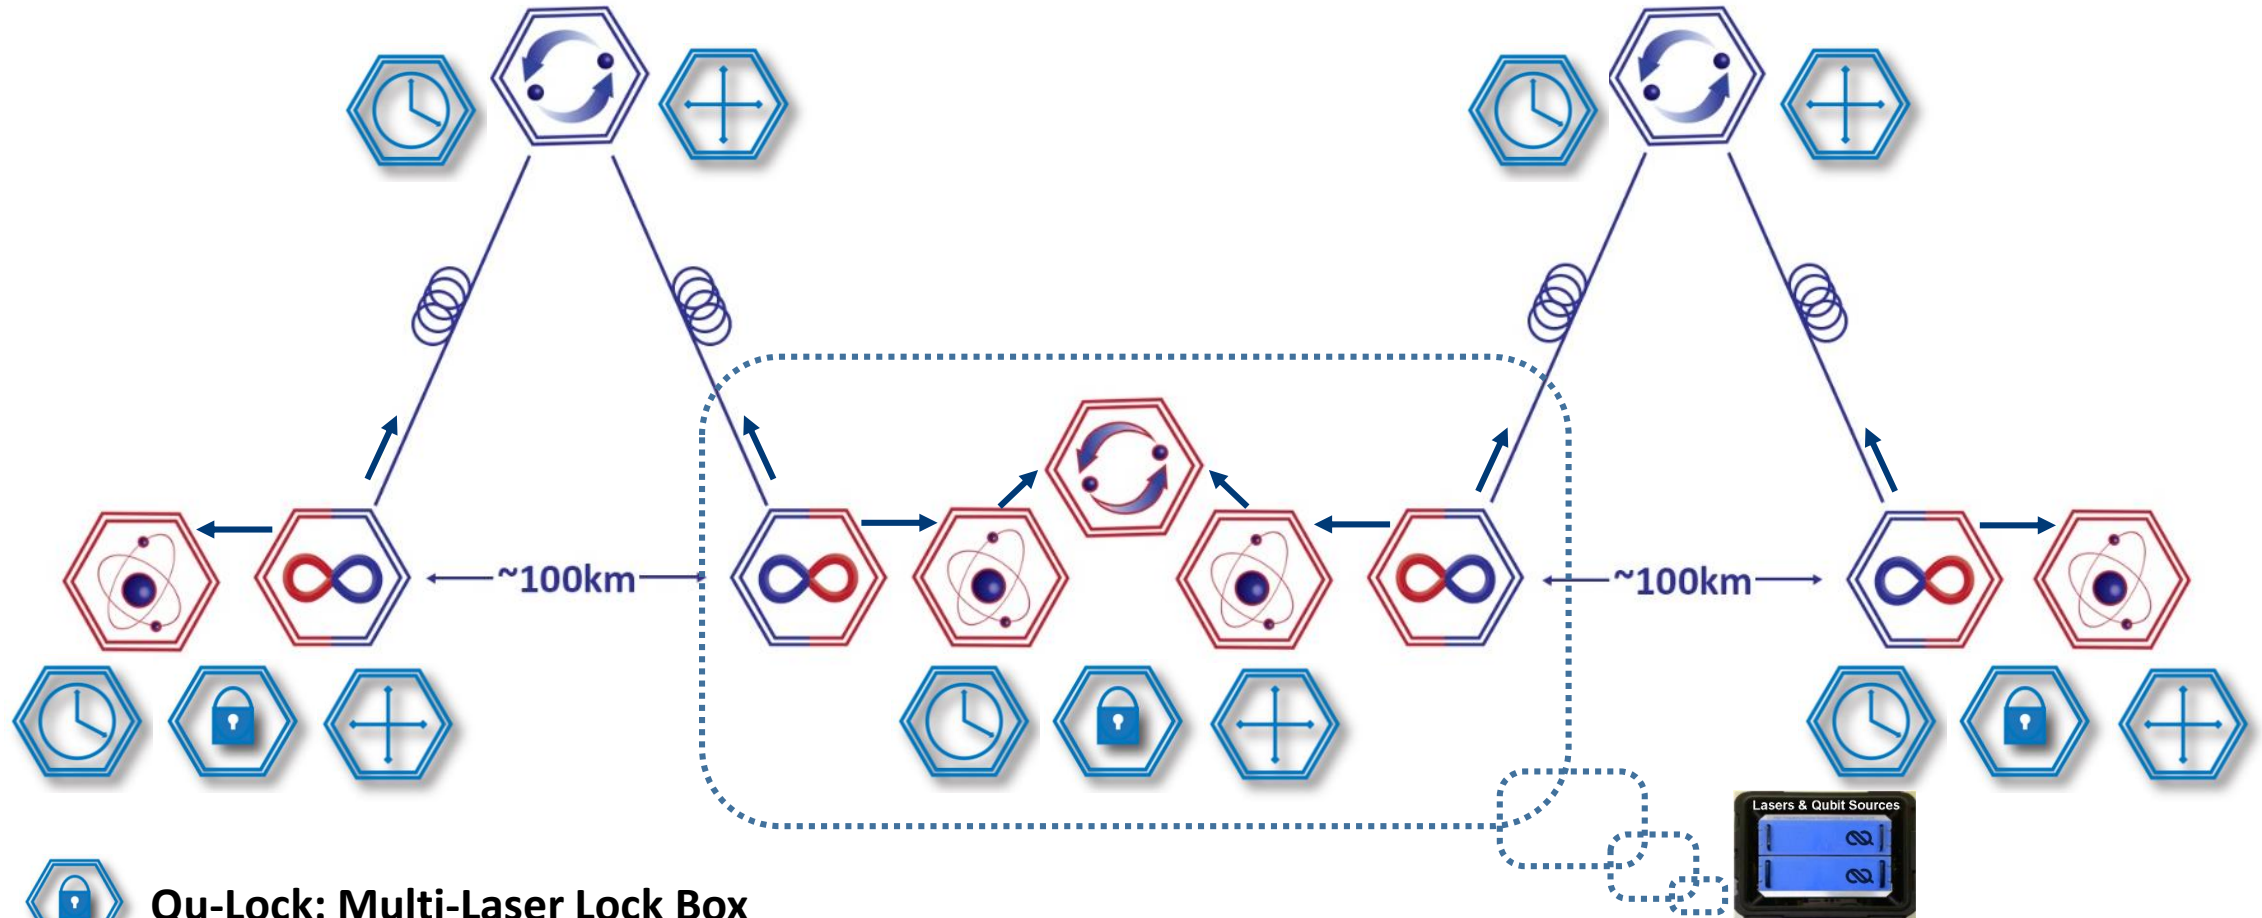 ~100km
~100km
Lasers & Qubit Sources
Qu-Lock: Multi-Laser Lock Box